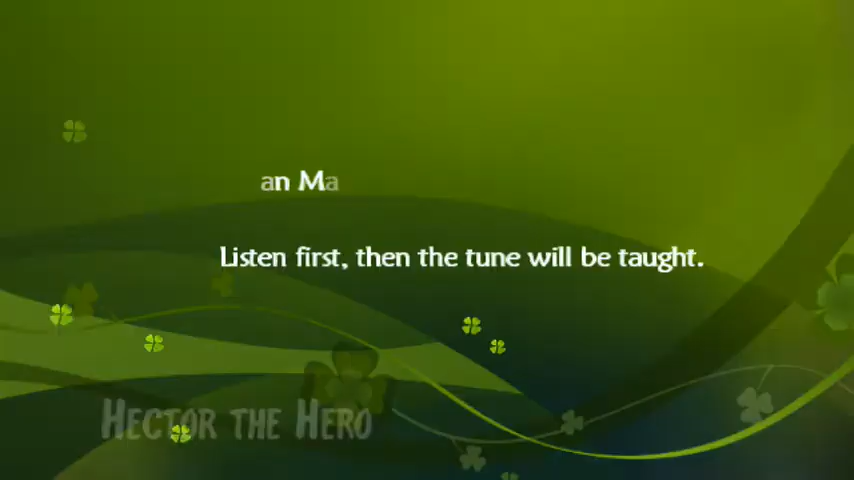 an Ma
Listen first, then the tune will be taught.
Hector the Hero